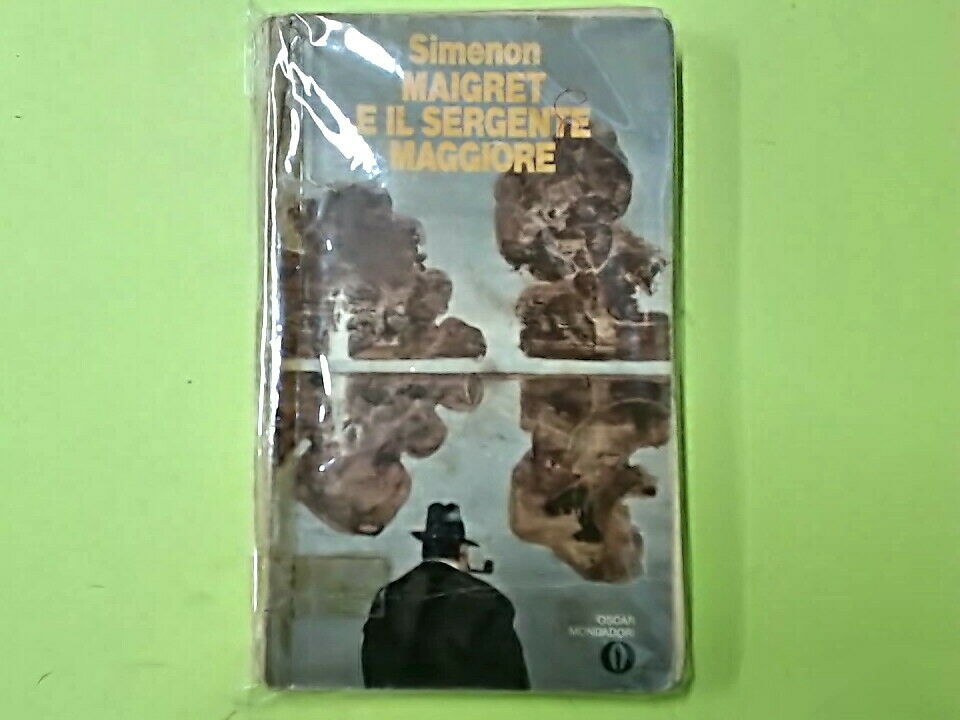 Simenon
MAIGRET
E IL SERGENTE
MAGGIORE
OSCAR
MONDADORI